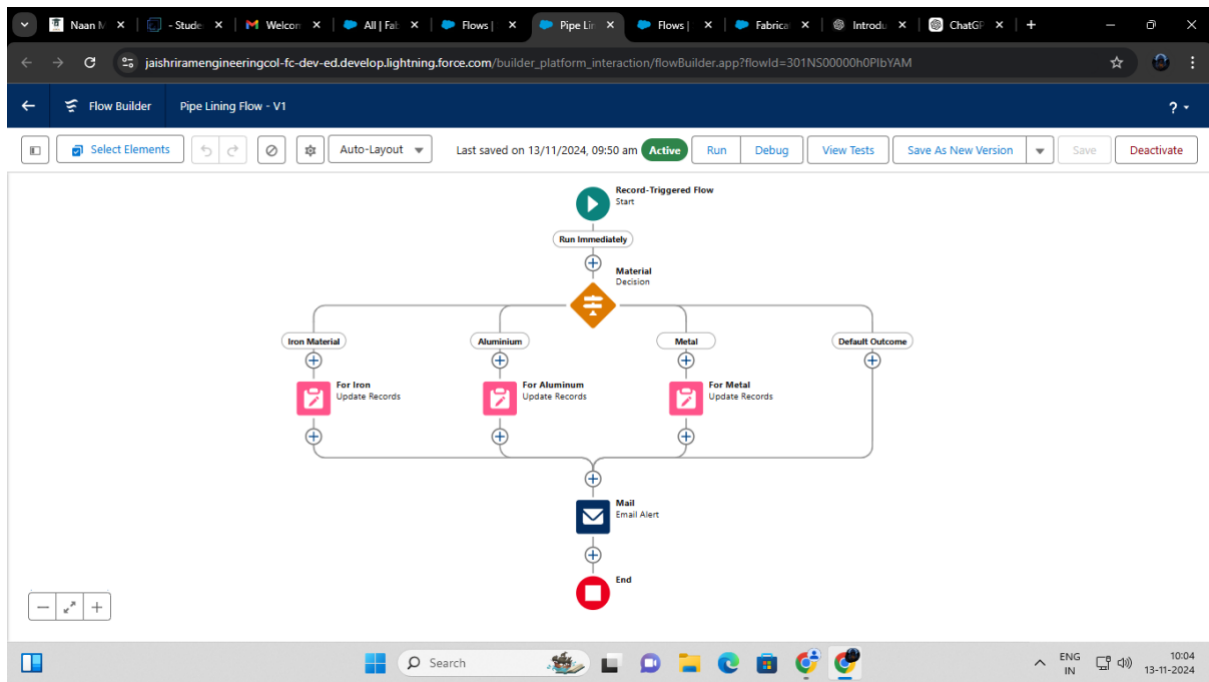 Naan M
- Stude
Welcon
All | Fab
Flows |
Pipe Lin
Flows |
Fabrica
Introdu
ChatGP
jaishriramengineeringcol-fc-dev-ed.develop.lightning.force.com/builder_platform_interaction/flowBuilder.app?flowId=301NS00000h0PIbYAM
Flow Builder
Pipe Lining Flow - V1
?
Select Elements
Auto-Layout
Last saved on 13/11/2024, 09:50 am
Active
Run
Debug
View Tests
Save As New Version
Save
Deactivate
Record-Triggered Flow
Start
Run Immediately
Material
Decision
Iron Material
Aluminium
Metal
Default Outcome
For Iron
Update Records
For Aluminum
Update Records
For Metal
Update Records
Mail
Email Alert
End
Search
ENG
IN
10:04
13-11-2024